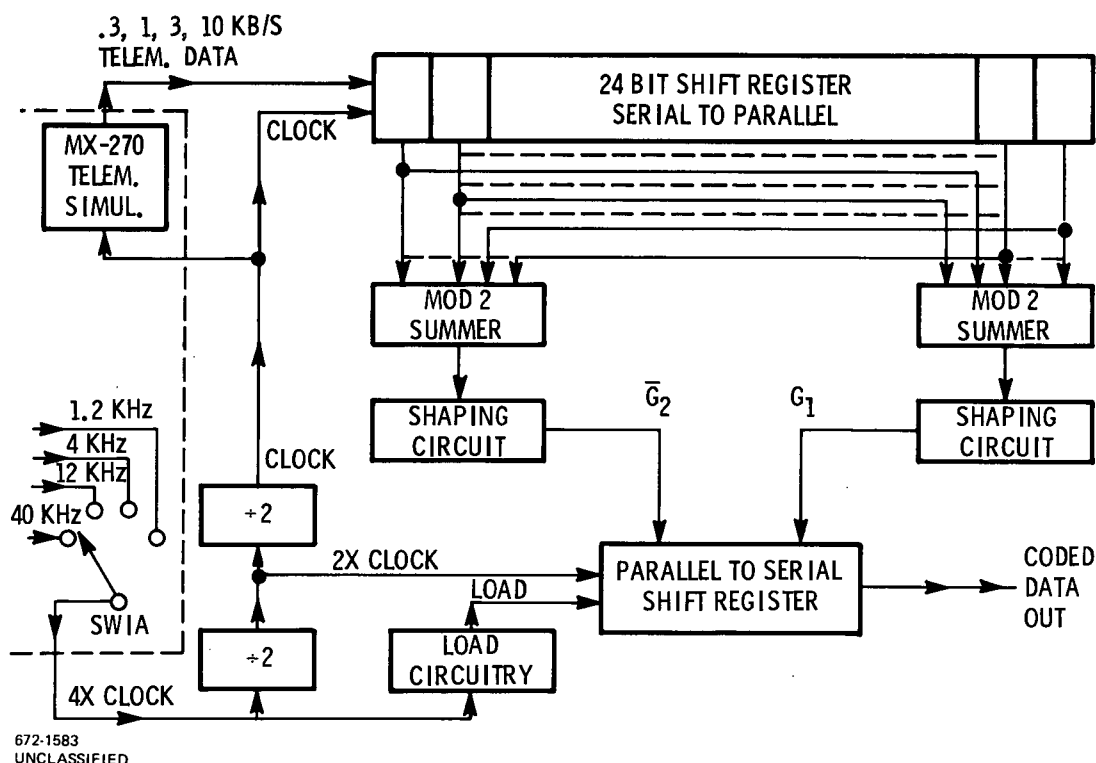 .3, 1, 3, 10 KB/S
TELEM. DATA
24 BIT SHIFT REGISTER
SERIAL TO PARALLEL
CLOCK
MX-270
TELEM.
SIMUL.
MOD 2
SUMMER
MOD 2
SUMMER
G̅2
G1
SHAPING
CIRCUIT
SHAPING
CIRCUIT
1.2 KHz
4 KHz
12 KHz
40 KHz
CLOCK
÷2
2X CLOCK
LOAD
PARALLEL TO SERIAL
SHIFT REGISTER
CODED
DATA
OUT
SW1A
÷2
LOAD
CIRCUITRY
4X CLOCK
672-1583
UNCLASSIFIED